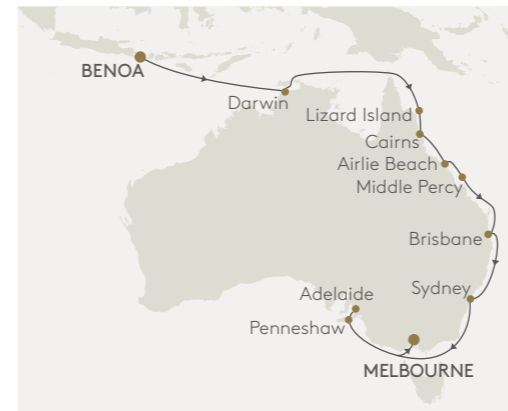 BENOA
Darwin
Lizard Island
Cairns
Airlie Beach
Middle Percy
Brisbane
Sydney
Adelaide
Penneshaw
MELBOURNE